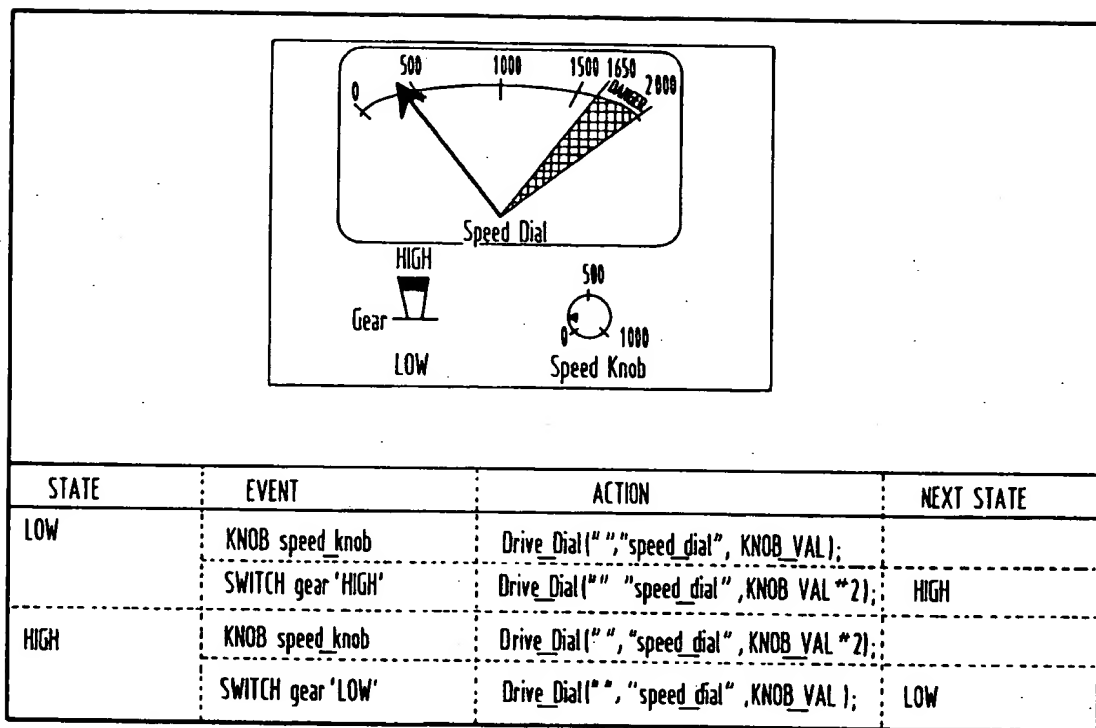 0 500 1000 1500 1650 2000
DANGER
Speed Dial
HIGH
Gear
LOW
500
0 1000
Speed Knob
STATE EVENT ACTION NEXT STATE
LOW KNOB speed_knob Drive_Dial(" ","speed_dial", KNOB_VAL);
SWITCH gear 'HIGH' Drive_Dial(" " "speed_dial" ,KNOB VAL *2); HIGH
HIGH KNOB speed_knob Drive_Dial(" ", "speed_dial" , KNOB_VAL *2);
SWITCH gear 'LOW' Drive_Dial(" ", "speed_dial" ,KNOB_VAL ); LOW